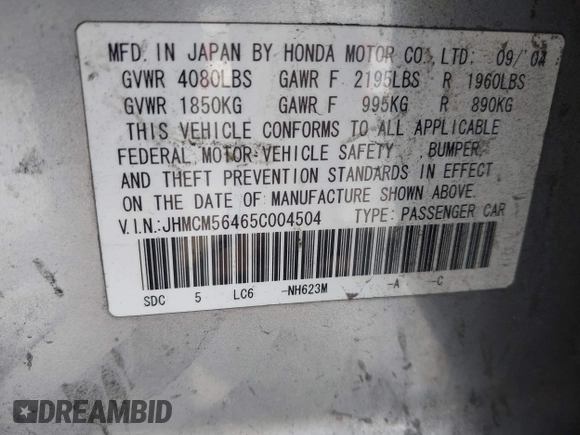 MFD. IN JAPAN BY HONDA MOTOR CO., LTD. 09/04
GVWR 4080LBS GAWR F 2195LBS R 1960LBS
GVWR 1850KG GAWR F 995KG R 890KG
THIS VEHICLE CONFORMS TO ALL APPLICABLE
FEDERAL MOTOR VEHICLE SAFETY , BUMPER,
AND THEFT PREVENTION STANDARDS IN EFFECT
ON THE DATE OF MANUFACTURE SHOWN ABOVE.
V.I.N.:JHMCM56465C004504 TYPE: PASSENGER CAR
SDC 5 LC6 -NH623M -A -C
DREAMBID